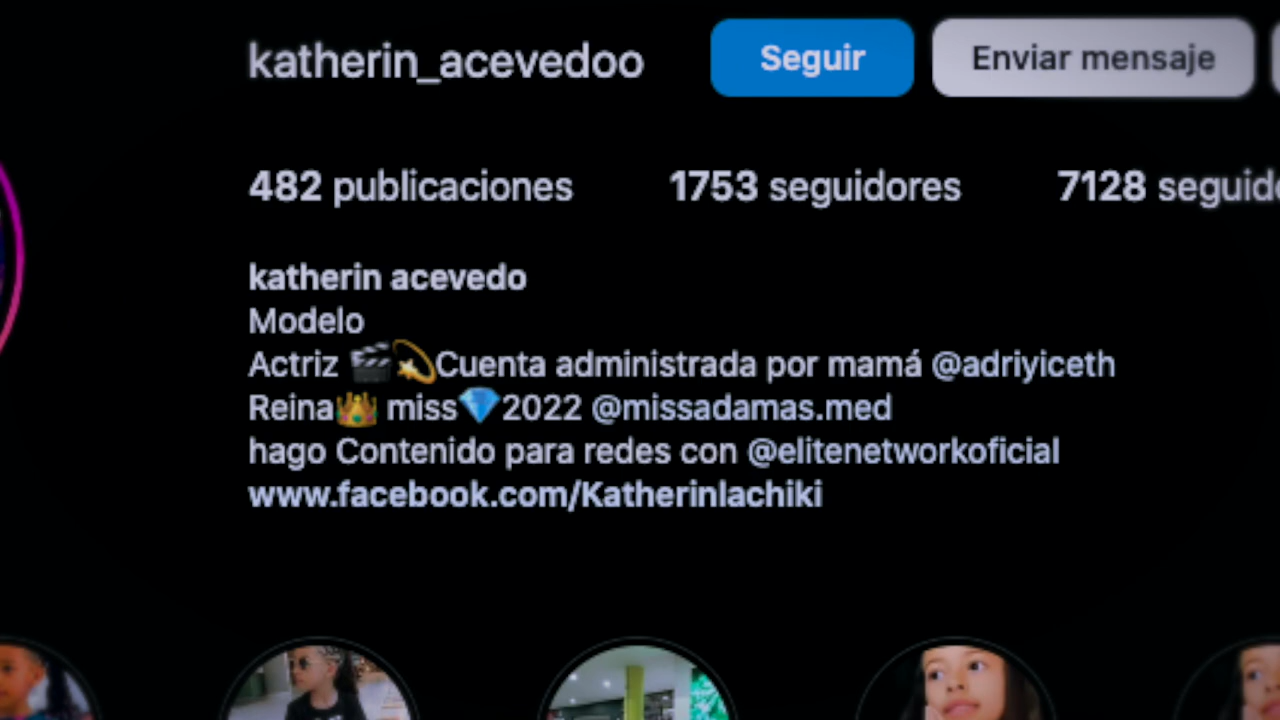 katherin_acevedoo Seguir Enviar mensaje
482 publicaciones 1753 seguidores 7128
katherin acevedo
Modelo
Actriz 🎬💫Cuenta administrada por mamá @adriyiceth
Reina👑 miss💎2022 @missadamas.med
hago Contenido para redes con @elitenetworkoficial
www.facebook.com/Katherinlachiki